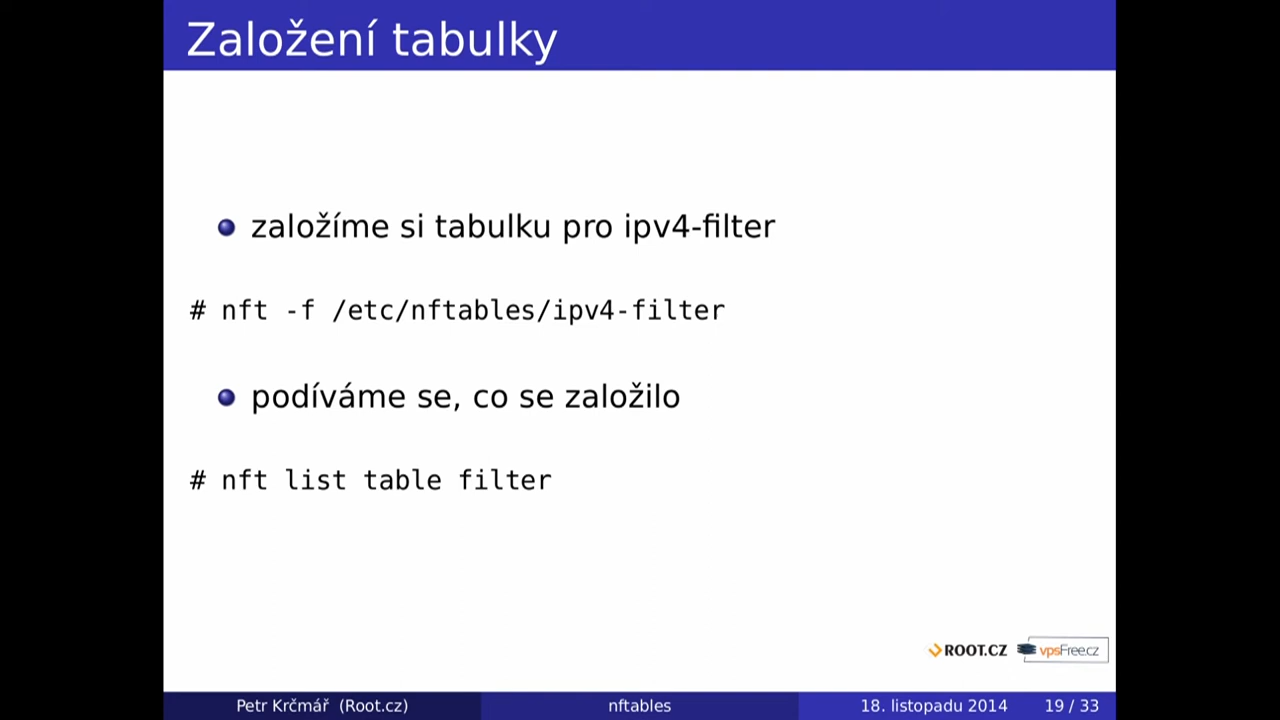 Založení tabulky
založíme si tabulku pro ipv4-filter
# nft -f /etc/nftables/ipv4-filter
podíváme se, co se založilo
# nft list table filter
ROOT.CZ vpsFree.cz
Petr Krčmář (Root.cz) nftables 18. listopadu 2014 19 / 33